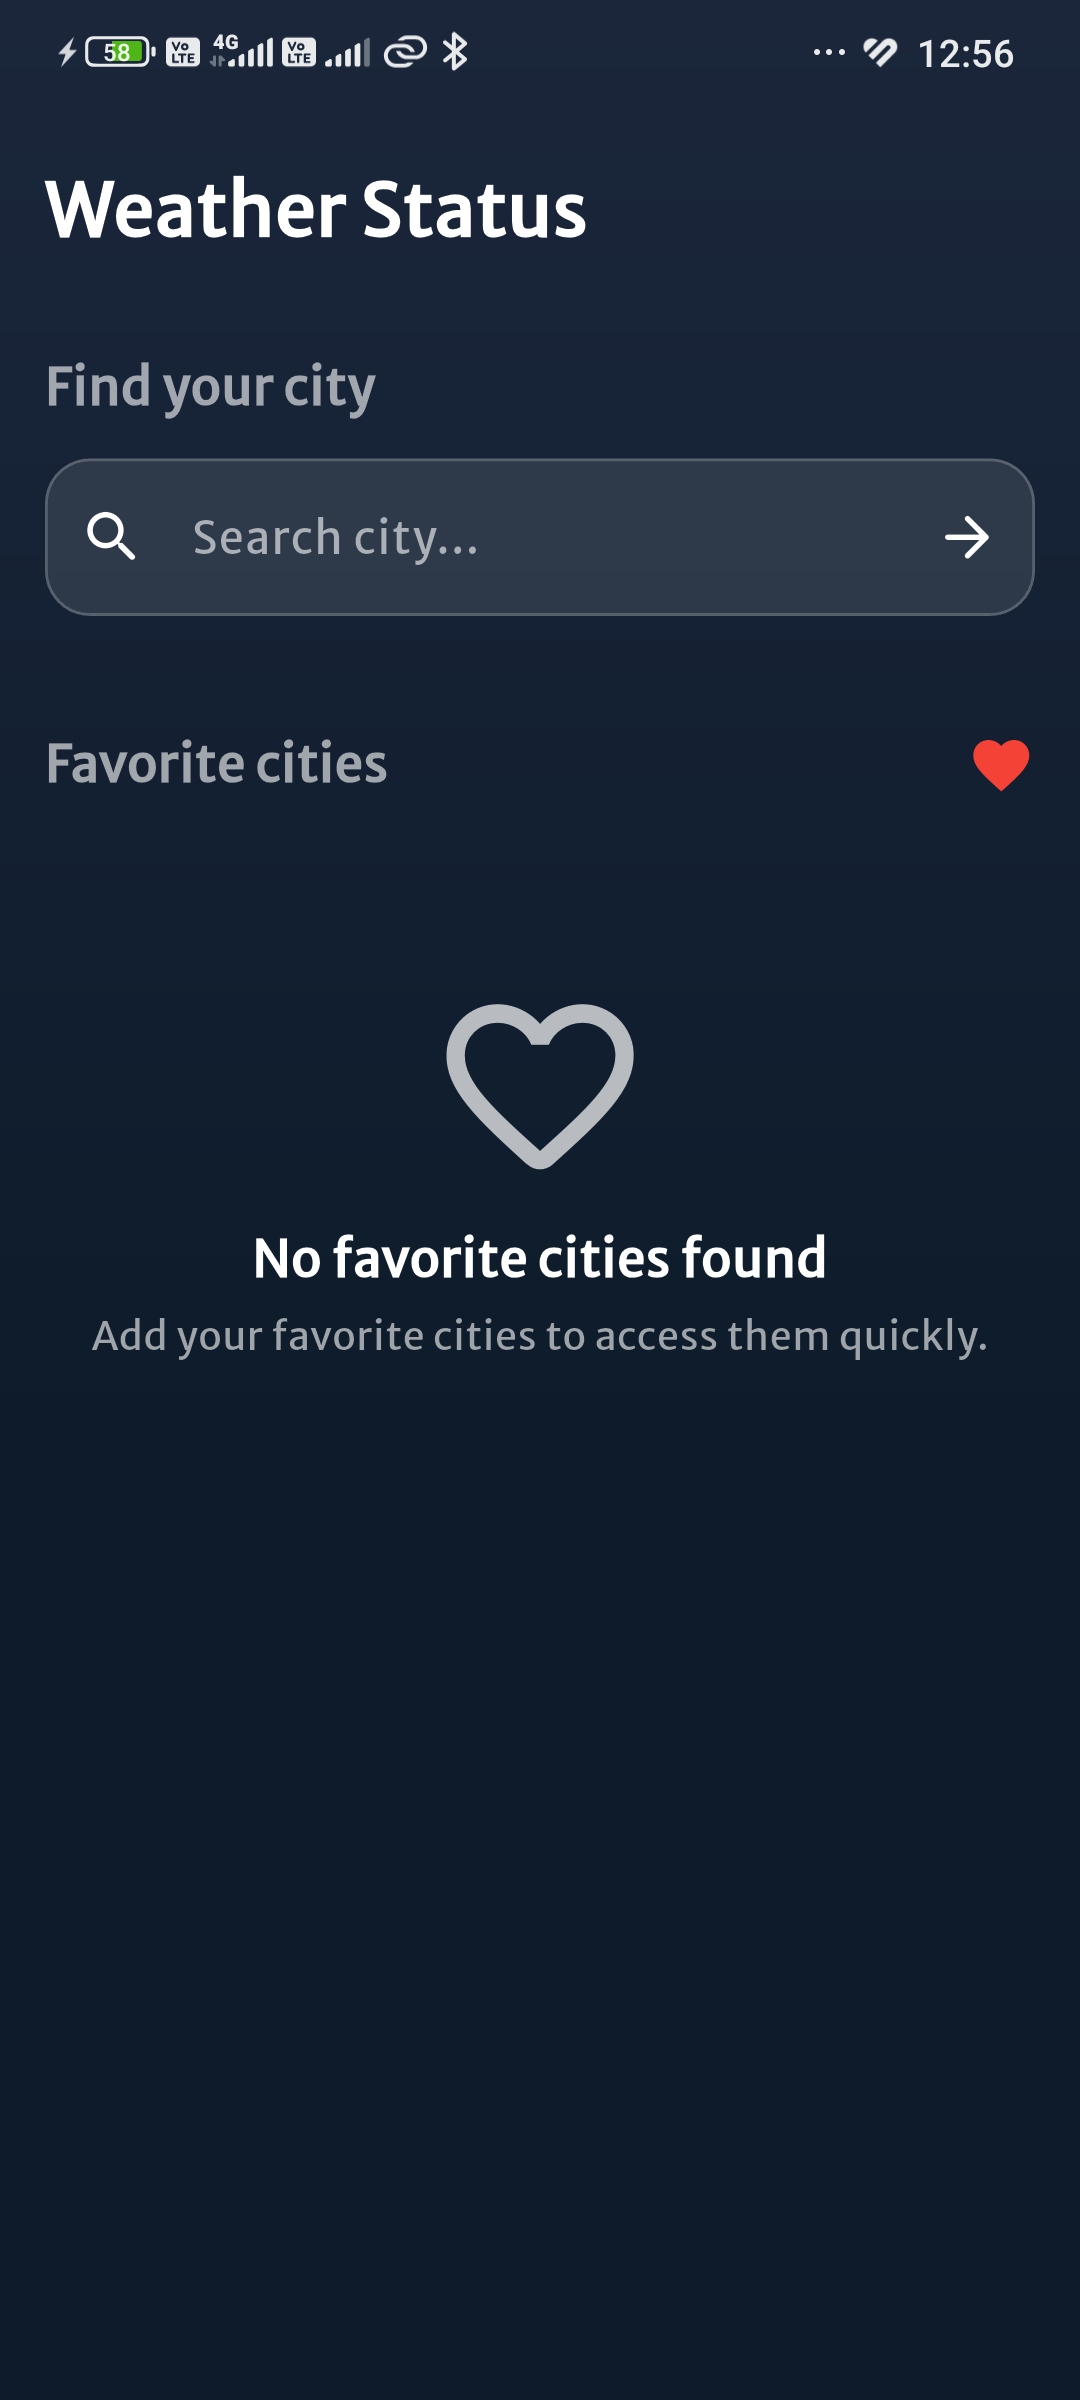 58 Vo LTE 4G Vo LTE ... 12:56
Weather Status
Find your city
Search city...
Favorite cities
No favorite cities found
Add your favorite cities to access them quickly.